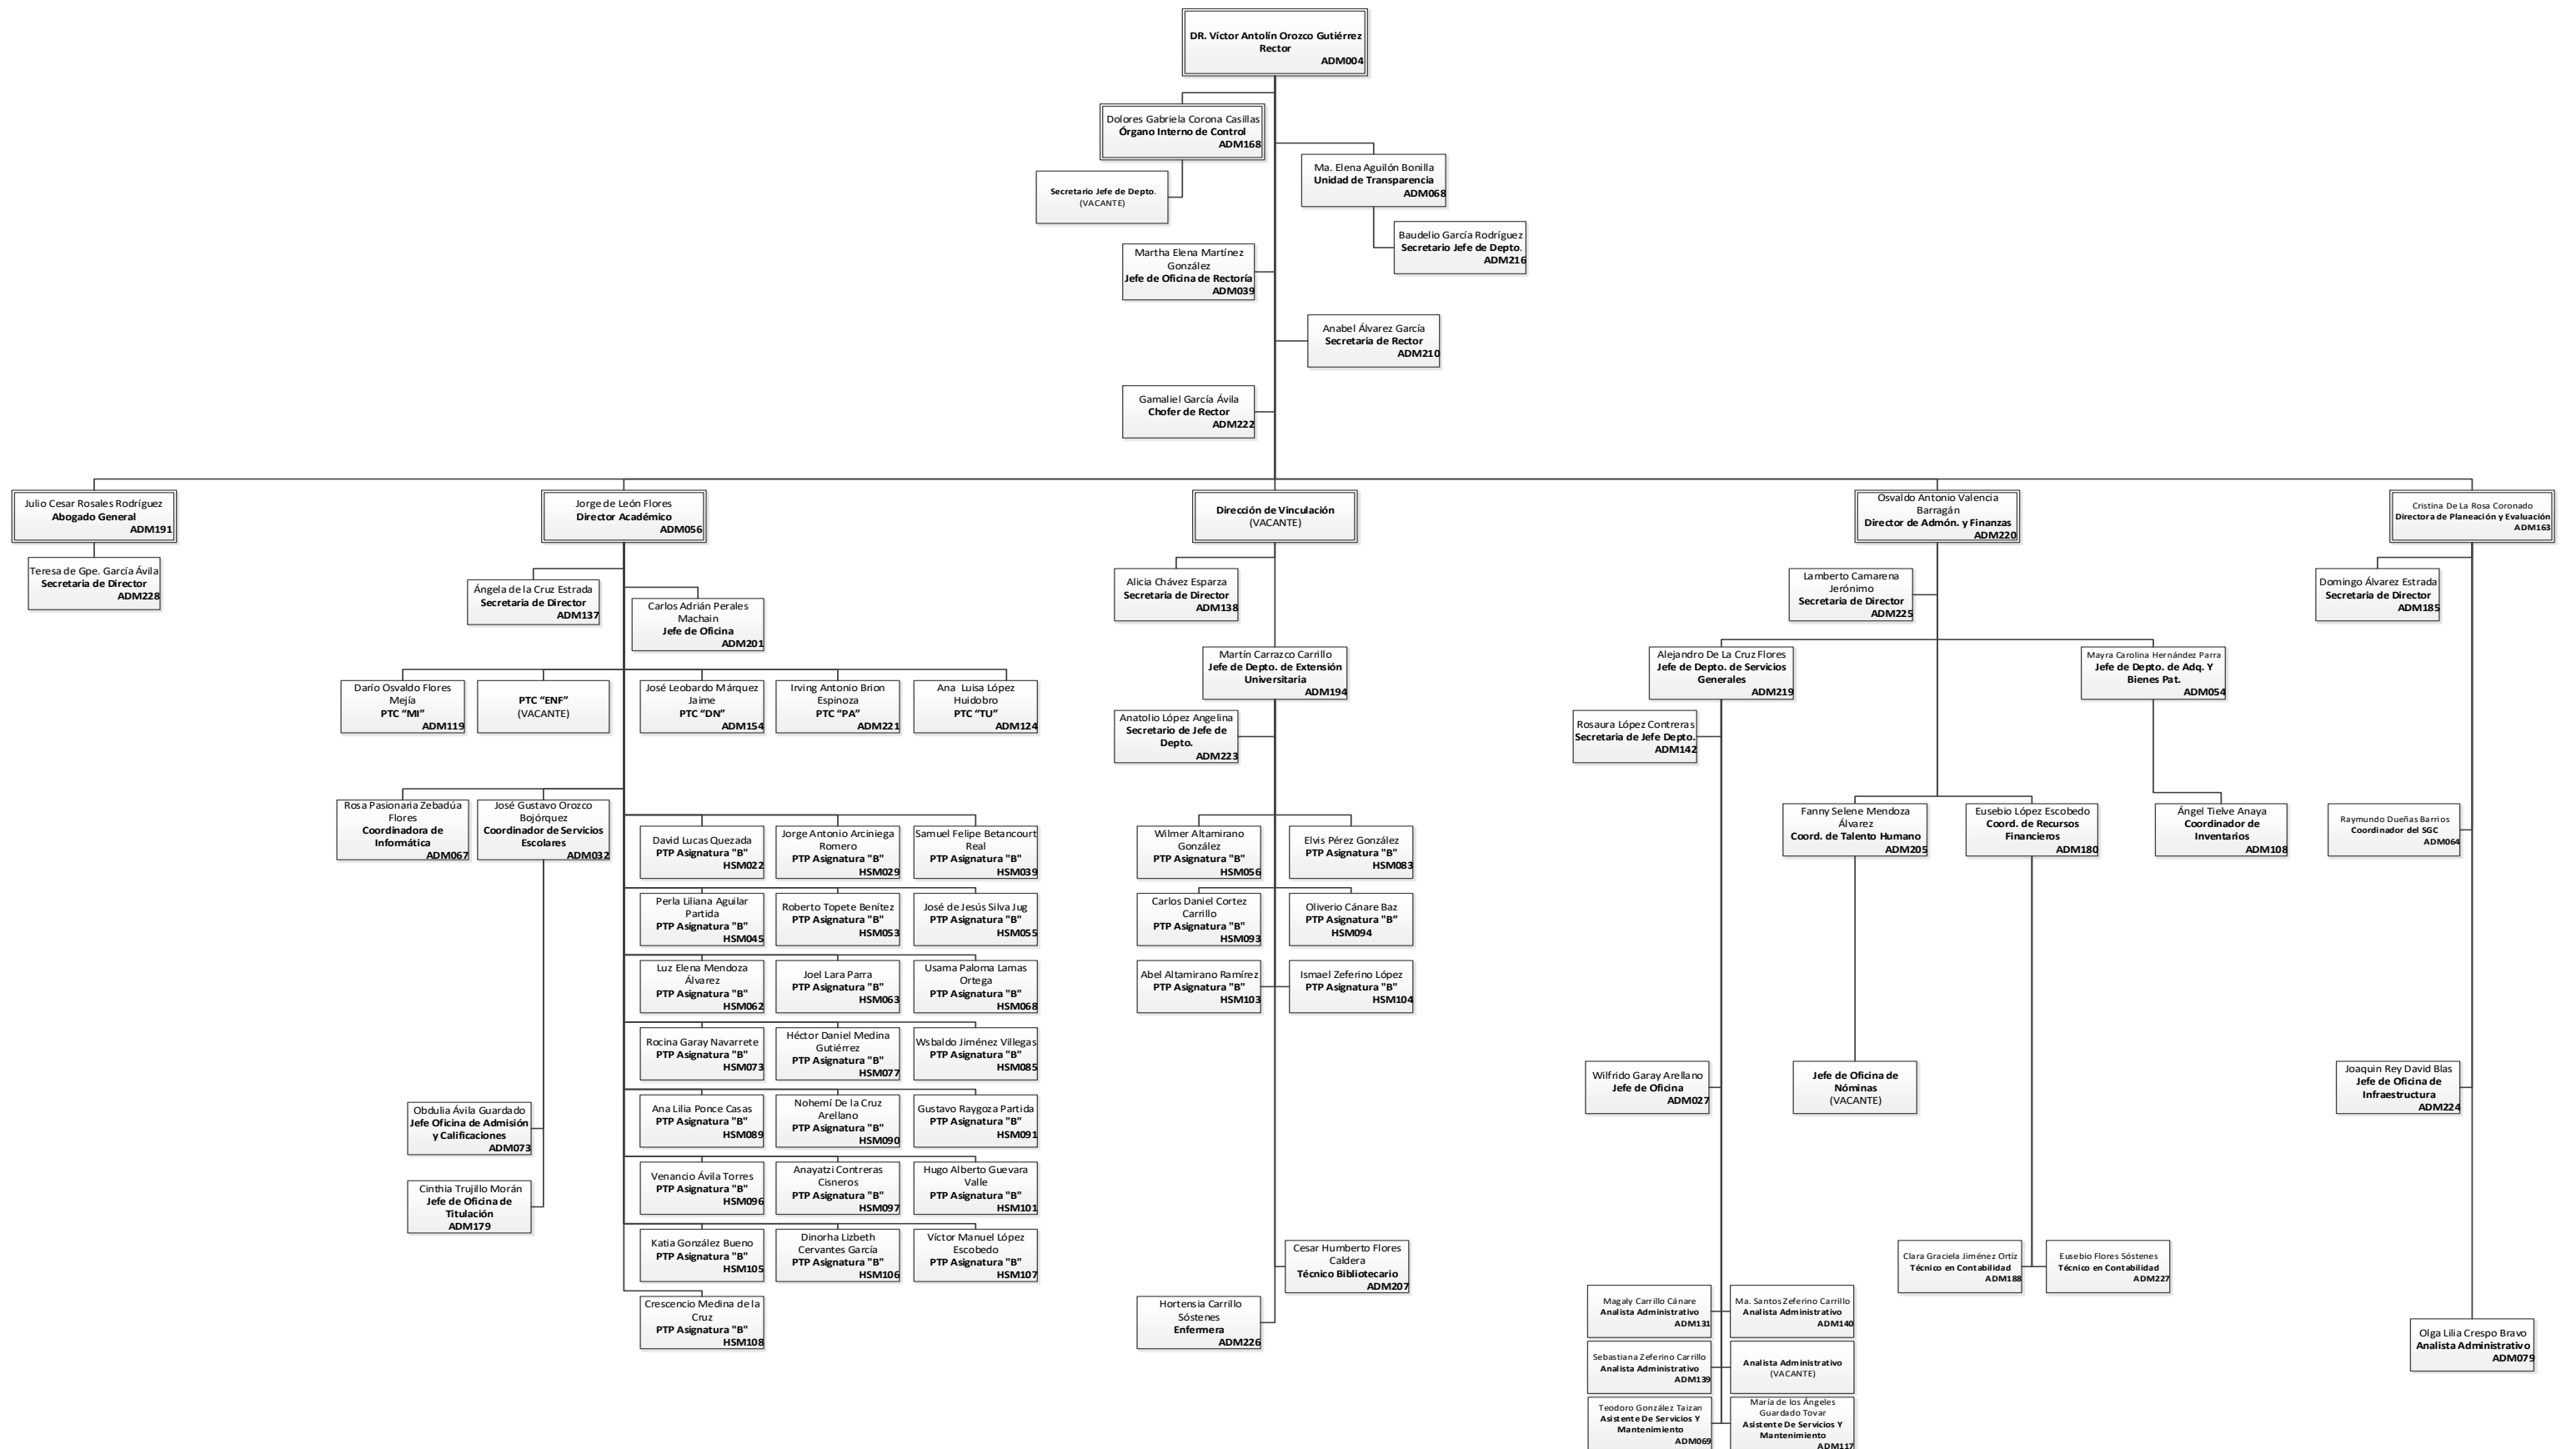 DR. Víctor Antolín Orozco Gutiérrez
Rector
ADM004
Dolores Gabriela Corona Casillas
Órgano Interno de Control
ADM168
Secretario Jefe de Depto.
(VACANTE)
Ma. Elena Aguilón Bonilla
Unidad de Transparencia
ADM068
Baudelio García Rodríguez
Secretario Jefe de Depto.
ADM216
Martha Elena Martínez
González
Jefe de Oficina de Rectoría
ADM039
Anabel Álvarez García
Secretaria de Rector
ADM210
Gamaliel García Ávila
Chofer de Rector
ADM222
Julio Cesar Rosales Rodríguez
Abogado General
ADM191
Teresa de Gpe. García Ávila
Secretaria de Director
ADM228
Jorge de León Flores
Director Académico
ADM056
Ángela de la Cruz Estrada
Secretaria de Director
ADM137
Carlos Adrián Perales
Machain
Jefe de Oficina
ADM201
Darío Osvaldo Flores
Mejía
PTC “MI”
ADM119
PTC “ENF”
(VACANTE)
José Leobardo Márquez
Jaime
PTC “DN”
ADM154
Irving Antonio Brion
Espinoza
PTC “PA”
ADM221
Ana Luisa López
Huidobro
PTC “TU”
ADM124
Rosa Pasionaria Zebadúa
Flores
Coordinadora de
Informática
ADM067
José Gustavo Orozco
Bojórquez
Coordinador de Servicios
Escolares
ADM032
Obdulia Ávila Guardado
Jefe Oficina de Admisión
y Calificaciones
ADM073
Cinthia Trujillo Morán
Jefe de Oficina de
Titulación
ADM179
David Lucas Quezada
PTP Asignatura "B"
HSM022
Jorge Antonio Arciniega
Romero
PTP Asignatura "B"
HSM029
Samuel Felipe Betancourt
Real
PTP Asignatura "B"
HSM039
Perla Liliana Aguilar
Partida
PTP Asignatura "B"
HSM045
Roberto Topete Benítez
PTP Asignatura "B"
HSM053
José de Jesús Silva Jug
PTP Asignatura "B"
HSM055
Luz Elena Mendoza
Álvarez
PTP Asignatura "B"
HSM062
Joel Lara Parra
PTP Asignatura "B"
HSM063
Usama Paloma Lamas
Ortega
PTP Asignatura "B"
HSM068
Rocina Garay Navarrete
PTP Asignatura "B"
HSM073
Héctor Daniel Medina
Gutiérrez
PTP Asignatura "B"
HSM077
Wsbaldo Jiménez Villegas
PTP Asignatura "B"
HSM085
Ana Lilia Ponce Casas
PTP Asignatura "B"
HSM089
Nohemí De la Cruz
Arellano
PTP Asignatura "B"
HSM090
Gustavo Raygoza Partida
PTP Asignatura "B"
HSM091
Venancio Ávila Torres
PTP Asignatura "B"
HSM096
Anayatzi Contreras
Cisneros
PTP Asignatura "B"
HSM097
Hugo Alberto Guevara
Valle
PTP Asignatura "B"
HSM101
Katia González Bueno
PTP Asignatura "B"
HSM105
Dinorha Lizbeth
Cervantes García
PTP Asignatura "B"
HSM106
Víctor Manuel López
Escobedo
PTP Asignatura "B"
HSM107
Crescencio Medina de la
Cruz
PTP Asignatura "B"
HSM108
Dirección de Vinculación
(VACANTE)
Alicia Chávez Esparza
Secretaria de Director
ADM138
Martín Carrazco Carrillo
Jefe de Depto. de Extensión
Universitaria
ADM194
Anatolio López Angelina
Secretario de Jefe de
Depto.
ADM223
Wilmer Altamirano
González
PTP Asignatura "B"
HSM056
Elvis Pérez González
PTP Asignatura "B"
HSM083
Carlos Daniel Cortez
Carrillo
PTP Asignatura "B"
HSM093
Oliverio Cánare Baz
PTP Asignatura "B”
HSM094
Abel Altamirano Ramírez
PTP Asignatura "B"
HSM103
Ismael Zeferino López
PTP Asignatura "B"
HSM104
Cesar Humberto Flores
Caldera
Técnico Bibliotecario
ADM207
Hortensia Carrillo
Sóstenes
Enfermera
ADM226
Osvaldo Antonio Valencia
Barragán
Director de Admón. y Finanzas
ADM220
Lamberto Camarena
Jerónimo
Secretaria de Director
ADM225
Alejandro De La Cruz Flores
Jefe de Depto. de Servicios
Generales
ADM219
Mayra Carolina Hernández Parra
Jefe de Depto. de Adq. Y
Bienes Pat.
ADM054
Rosaura López Contreras
Secretaria de Jefe Depto.
ADM142
Fanny Selene Mendoza
Álvarez
Coord. de Talento Humano
ADM205
Eusebio López Escobedo
Coord. de Recursos
Financieros
ADM180
Ángel Tielve Anaya
Coordinador de
Inventarios
ADM108
Wilfrido Garay Arellano
Jefe de Oficina
ADM027
Jefe de Oficina de
Nóminas
(VACANTE)
Clara Graciela Jiménez Ortíz
Técnico en Contabilidad
ADM188
Eusebio Flores Sóstenes
Técnico en Contabilidad
ADM227
Magaly Carrillo Cánare
Analista Administrativo
ADM131
Ma. Santos Zeferino Carrillo
Analista Administrativo
ADM140
Sebastiana Zeferino Carrillo
Analista Administrativo
ADM139
Analista Administrativo
(VACANTE)
Teodoro González Taizan
Asistente De Servicios Y
Mantenimiento
ADM069
María de los Ángeles
Guardado Tovar
Asistente De Servicios Y
Mantenimiento
ADM117
Cristina De La Rosa Coronado
Directora de Planeación y Evaluación
ADM163
Domingo Álvarez Estrada
Secretaria de Director
ADM185
Raymundo Dueñas Barrios
Coordinador del SGC
ADM064
Joaquin Rey David Blas
Jefe de Oficina de
Infraestructura
ADM224
Olga Lilia Crespo Bravo
Analista Administrativo
ADM079